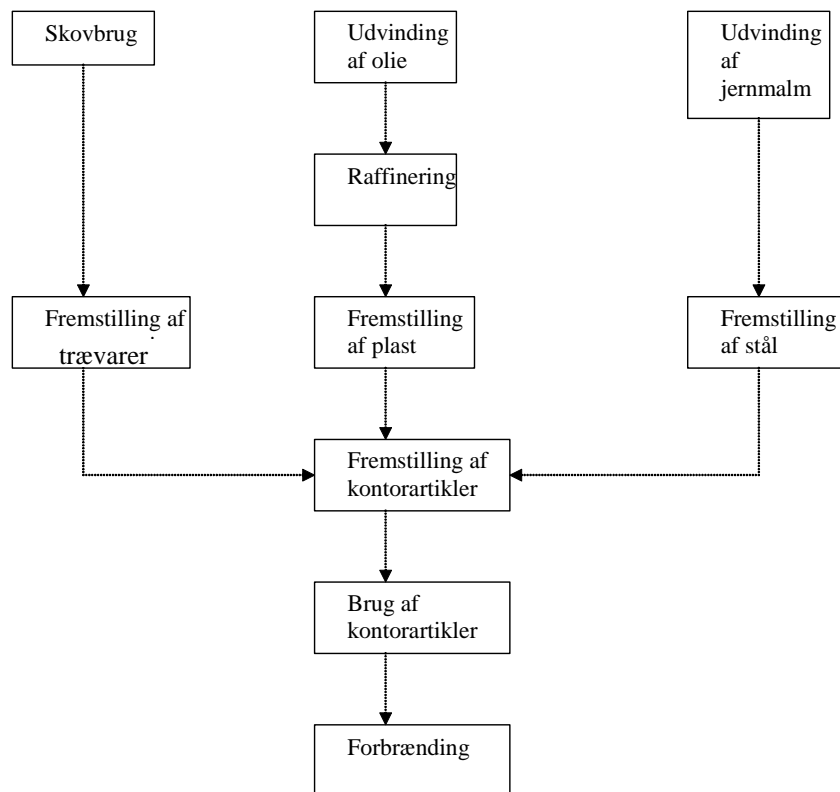 Skovbrug
Udvinding
af olie
Udvinding
af
jernmalm
Raffinering
Fremstilling af
trævarer
Fremstilling
af plast
Fremstilling
af stål
Fremstilling af
kontorartikler
Brug af
kontorartikler
Forbrænding